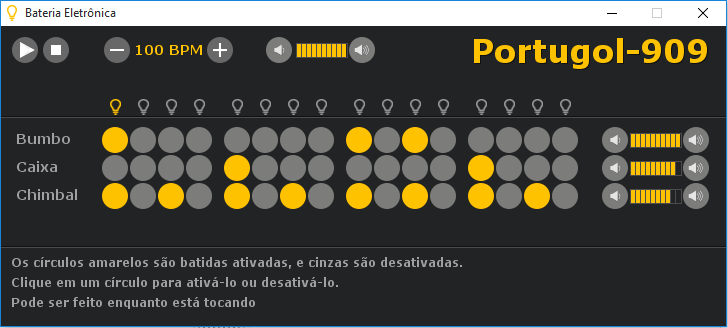 Bateria Eletrônica
100 BPM
Portugol-909
Bumbo
Caixa
Chimbal
Os círculos amarelos são batidas ativadas, e cinzas são desativadas.
Clique em um círculo para ativá-lo ou desativá-lo.
Pode ser feito enquanto está tocando